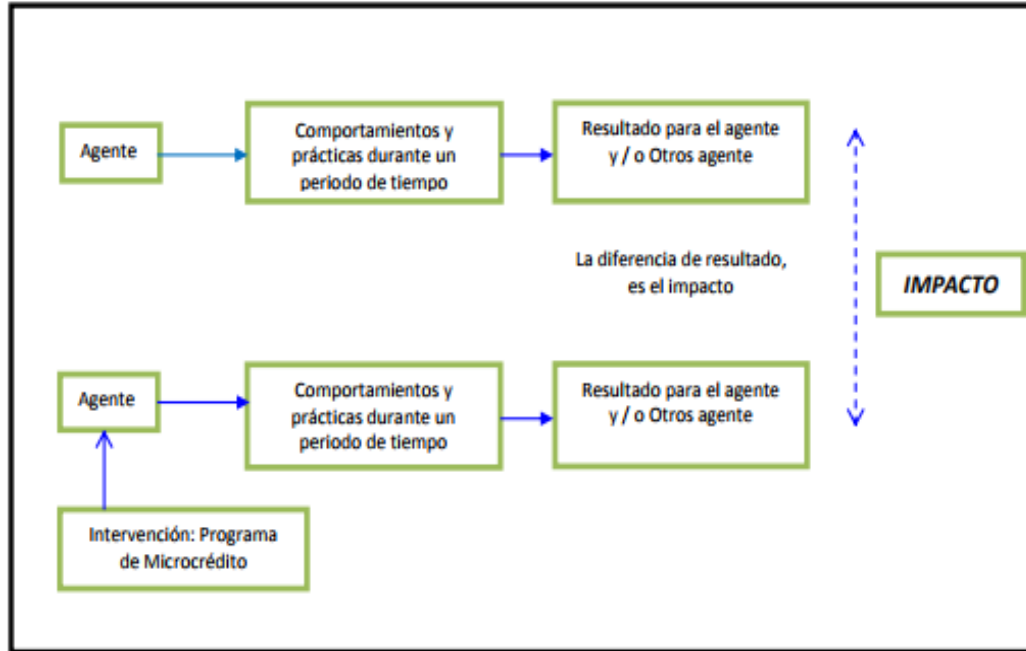 Agente
Comportamientos y
prácticas durante un
periodo de tiempo
Resultado para el agente
y / o Otros agente
La diferencia de resultado,
es el impacto
IMPACTO
Agente
Comportamientos y
prácticas durante un
periodo de tiempo
Resultado para el agente
y / o Otros agente
Intervención: Programa
de Microcrédito